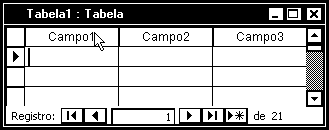 Tabela1 : Tabela
Campo1 Campo2 Campo3
Registro: 1 de 21